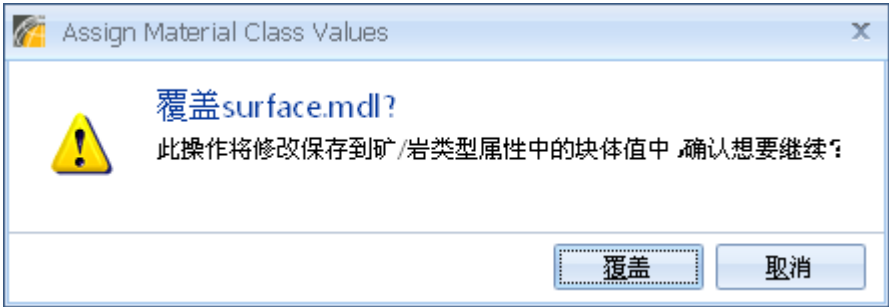 Assign Material Class Values
覆盖surface.mdl?
此操作将修改保存到矿/岩类型属性中的块体值中,确认想要继续?
覆盖
取消